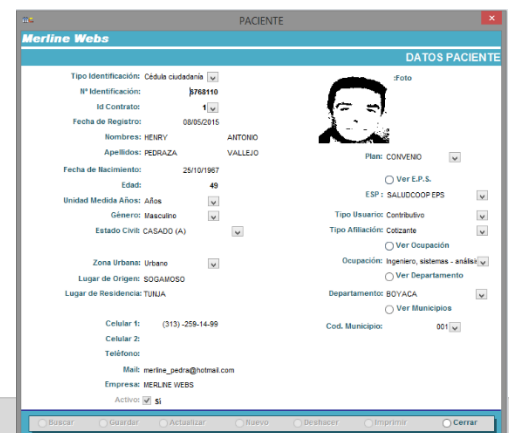 PACIENTE
Merline Webs
DATOS PACIENTE
Tipo Identificación: Cédula ciudadanía
Nº Identificación: 6768110
Id Contrato: 1
Fecha de Registro: 08/05/2015
Nombres: HENRY ANTONIO
Apellidos: PEDRAZA VALLEJO
Fecha de Nacimiento: 25/10/1967
Edad: 49
Unidad Medida Años: Años
Género: Masculino
Estado Civil: CASADO (A)
Zona Urbana: Urbano
Lugar de Origen: SOGAMOSO
Lugar de Residencia: TUNJA
Celular 1: (313) -259-14-99
Celular 2:
Teléfono:
Mail: merline_pedra@hotmail.com
Empresa: MERLINE WEBS
Activo: Sí
:Foto
Plan: CONVENIO
Ver E.P.S.
ESP : SALUDCOOP EPS
Tipo Usuario: Contributivo
Tipo Afiliación: Cotizante
Ver Ocupación
Ocupación: Ingeniero, sistemas - análisi
Ver Departamento
Departamento: BOYACA
Ver Municipios
Cod. Municipio: 001
Buscar Guardar Actualizar Nuevo Deshacer Imprimir Cerrar